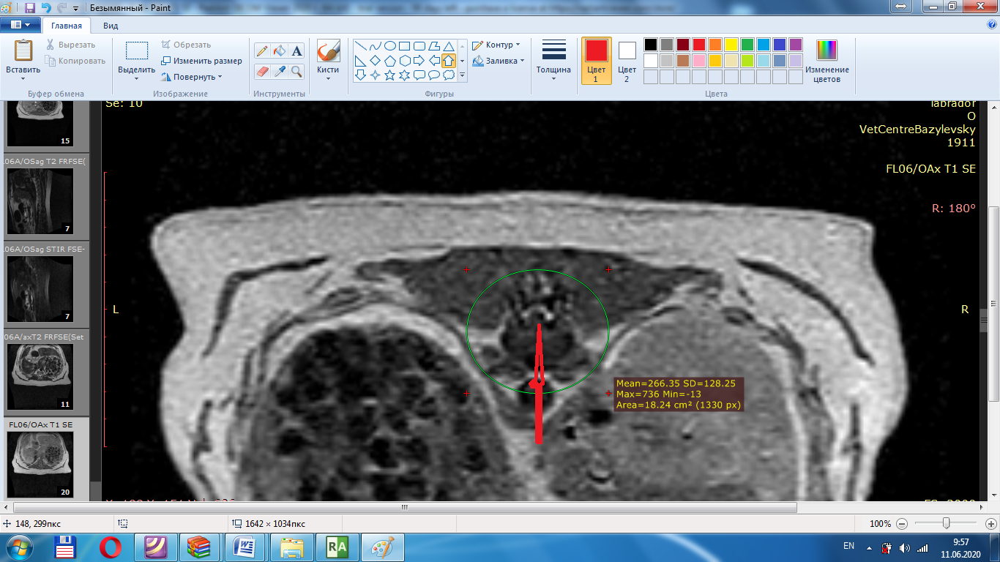 Безымянный - Paint
Главная
Вид
Вставить
Вырезать
Копировать
Буфер обмена
Выделить
Обрезать
Изменить размер
Повернуть
Изображение
Инструменты
Кисти
Фигуры
Контур
Заливка
Толщина
Цвет 1
Цвет 2
Изменение цветов
Цвета
15
.06A/OSag T2 FRFSE(
7
.06A/OSag STIR FSE-
7
06A/axT2 FRFSE(Set
11
FL06/OAx T1 SE
20
Se: 10
labrador
O
VetCentreBazylevsky
1911
FL06/OAx T1 SE
R: 180°
L
R
Mean=266.35 SD=128.25
Max=736 Min=-13
Area=18.24 cm² (1330 px)
148, 299пкс
1642 × 1034пкс
100%
W
RA
EN
9:57
11.06.2020